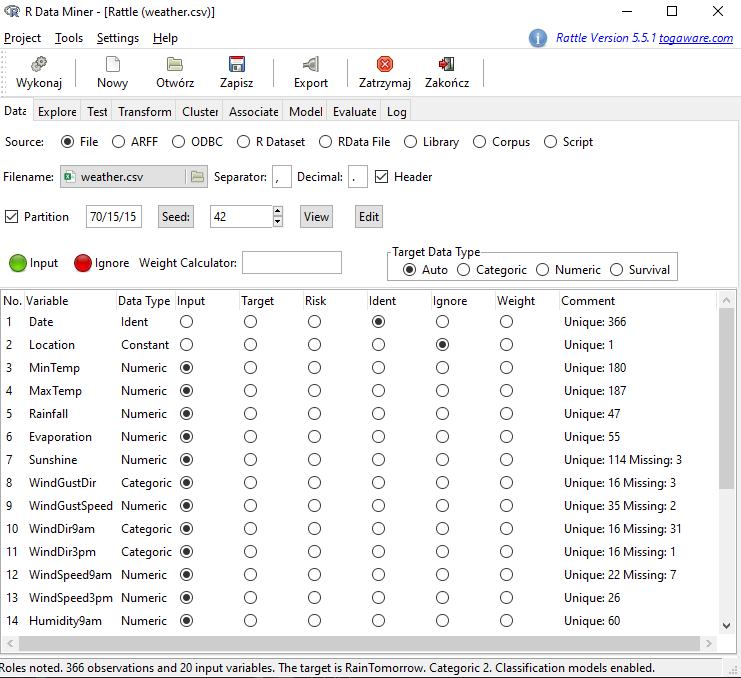 R Data Miner - [Rattle (weather.csv)]
Project Tools Settings Help
Rattle Version 5.5.1 togaware.com
Wykonaj Nowy Otwórz Zapisz Export Zatrzymaj Zakończ
Data Explore Test Transform Cluster Associate Model Evaluate Log
Source: File ARFF ODBC R Dataset RData File Library Corpus Script
Filename: weather.csv Separator: , Decimal: . Header
Partition 70/15/15 Seed: 42 View Edit
Input Ignore Weight Calculator:
Target Data Type
Auto Categoric Numeric Survival
No. Variable Data Type Input Target Risk Ident Ignore Weight Comment
1 Date Ident Unique: 366
2 Location Constant Unique: 1
3 MinTemp Numeric Unique: 180
4 MaxTemp Numeric Unique: 187
5 Rainfall Numeric Unique: 47
6 Evaporation Numeric Unique: 55
7 Sunshine Numeric Unique: 114 Missing: 3
8 WindGustDir Categoric Unique: 16 Missing: 3
9 WindGustSpeed Numeric Unique: 35 Missing: 2
10 WindDir9am Categoric Unique: 16 Missing: 31
11 WindDir3pm Categoric Unique: 16 Missing: 1
12 WindSpeed9am Numeric Unique: 22 Missing: 7
13 WindSpeed3pm Numeric Unique: 26
14 Humidity9am Numeric Unique: 60
Roles noted. 366 observations and 20 input variables. The target is RainTomorrow. Categoric 2. Classification models enabled.